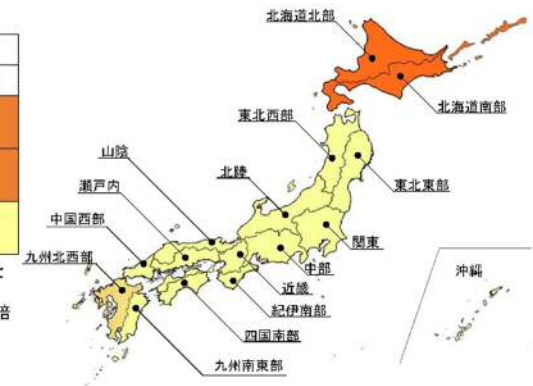 北海道北部
北海道南部
東北西部
山陰
北陸
瀬戸内
東北東部
中国西部
関東
九州北西部
中部
沖縄
近畿
紀伊南部
倍
四国南部
九州南東部